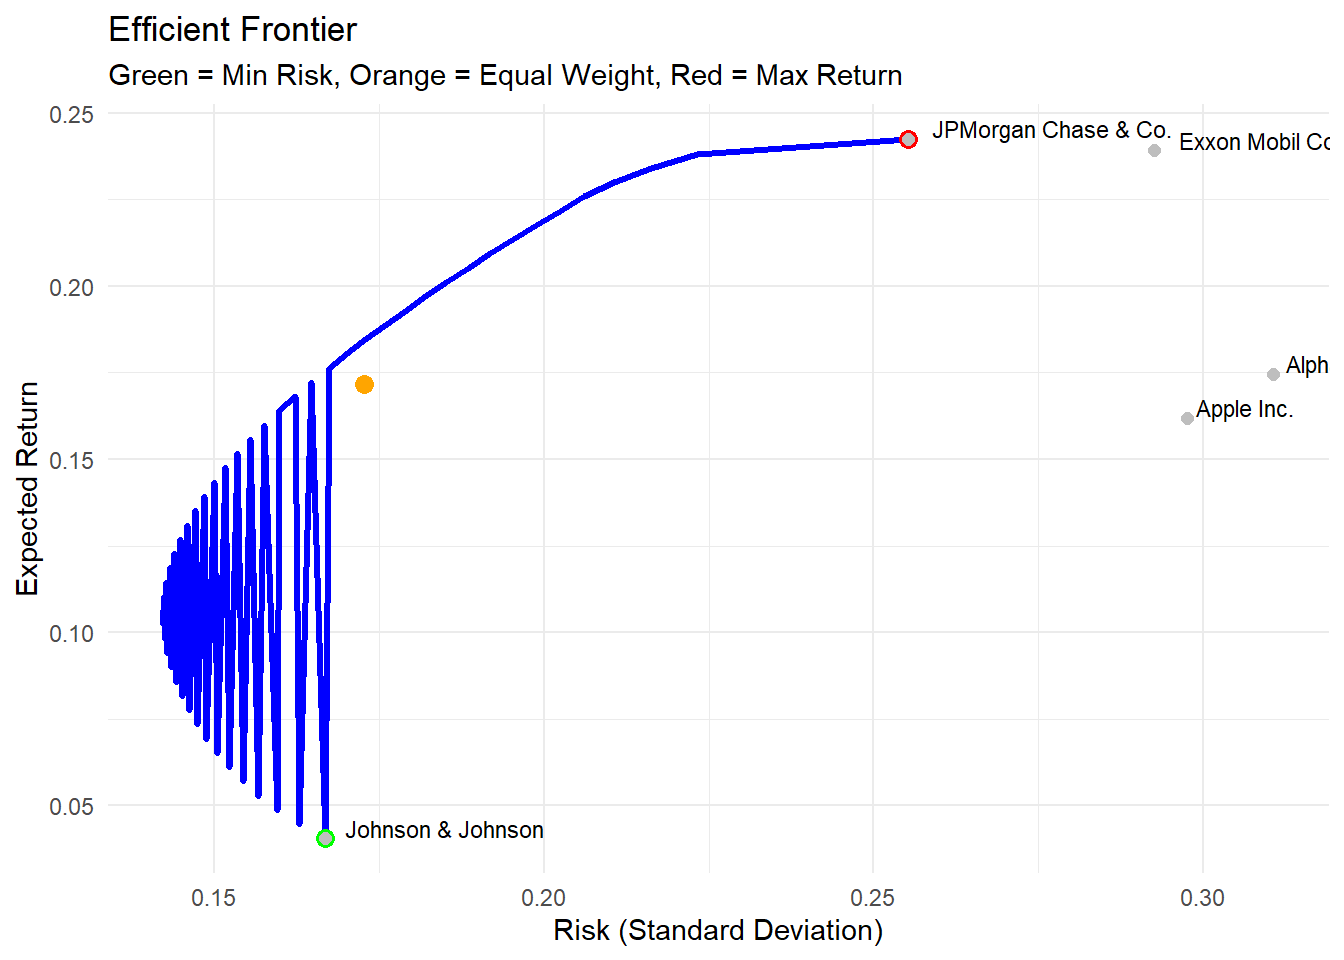 Efficient Frontier
Green = Min Risk, Orange = Equal Weight, Red = Max Return
0.25
JPMorgan Chase & Co.
Exxon Mobil Co
0.20
Alph
Apple Inc.
0.15
Expected Return
0.10
0.05
Johnson & Johnson
0.15
0.20
0.25
0.30
Risk (Standard Deviation)